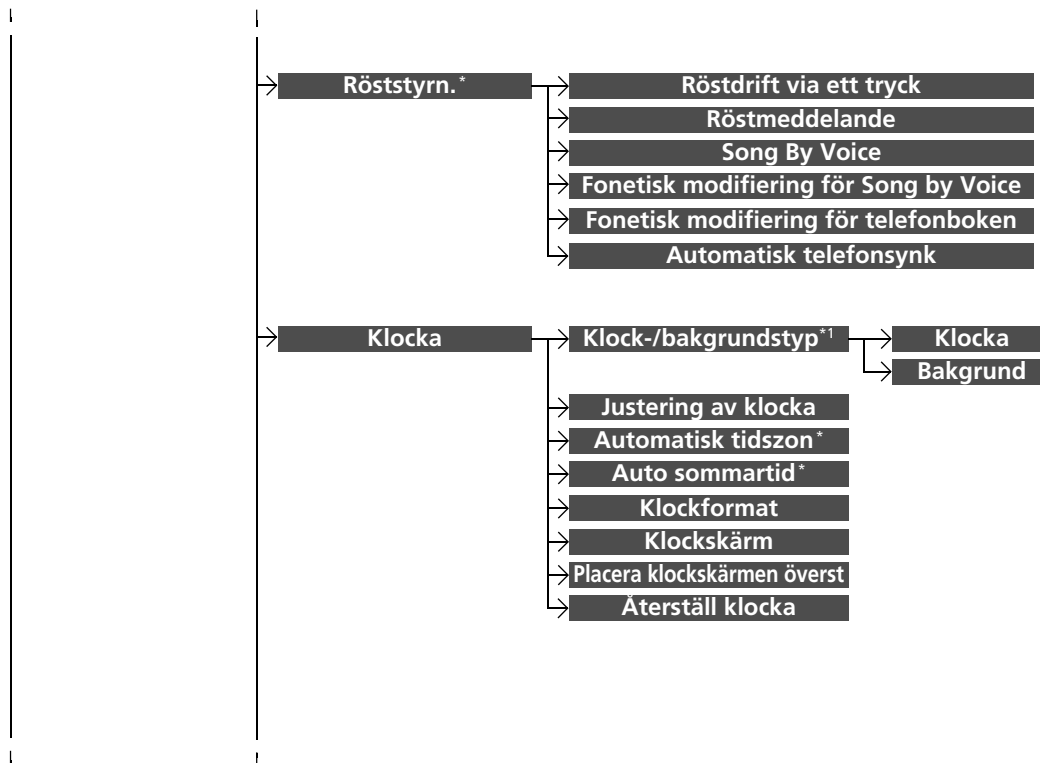 Röststyrn.*
Röstdrift via ett tryck
Röstmeddelande
Song By Voice
Fonetisk modifiering för Song by Voice
Fonetisk modifiering för telefonboken
Automatisk telefonsynk
Klocka
Klock-/bakgrundstyp*1
Klocka
Bakgrund
Justering av klocka
Automatisk tidszon*
Auto sommartid*
Klockformat
Klockskärm
Placera klockskärmen överst
Återställ klocka